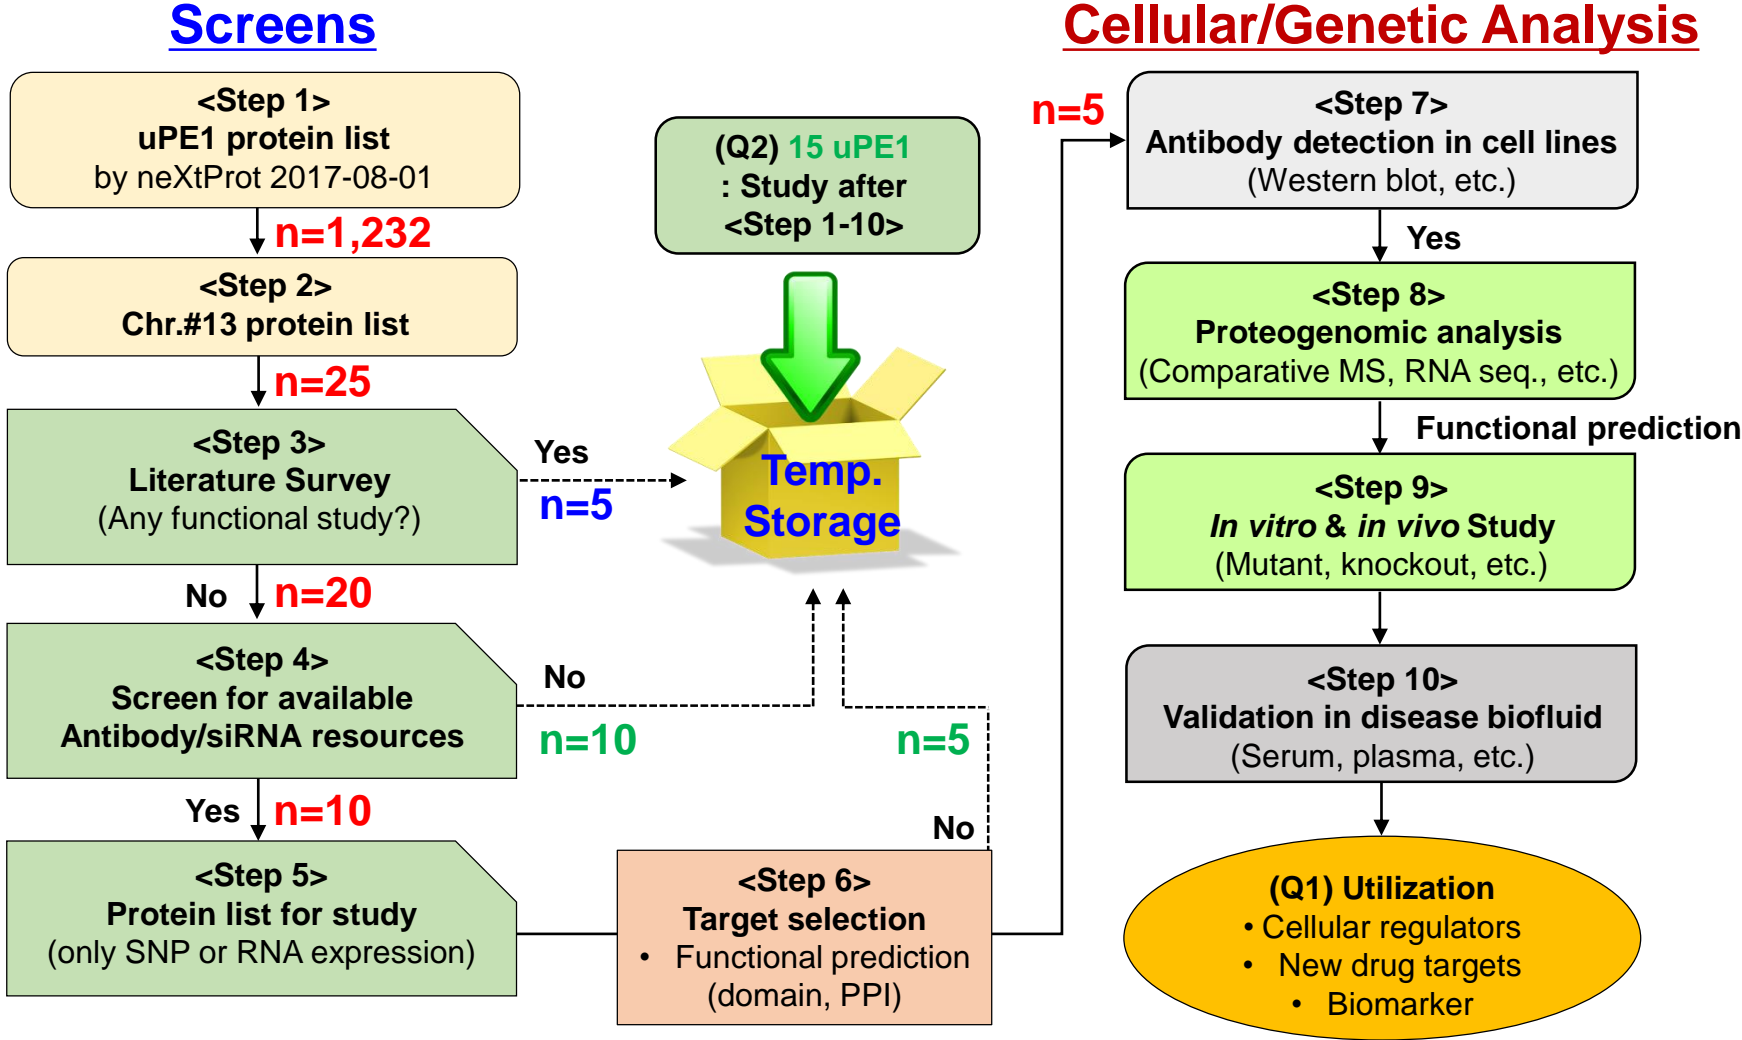 Screens
<Step 1>
uPE1 protein list
by neXtProt 2017-08-01
n=1,232
<Step 2>
Chr.#13 protein list
n=25
<Step 3>
Literature Survey
(Any functional study?)
Yes
n=5
No
n=20
<Step 4>
Screen for available
Antibody/siRNA resources
No
n=10
Yes
n=10
<Step 5>
Protein list for study
(only SNP or RNA expression)
(Q2) 15 uPE1
: Study after
<Step 1-10>
Temp.
Storage
n=5
No
<Step 6>
Target selection
• Functional prediction
(domain, PPI)
Cellular/Genetic Analysis
n=5
<Step 7>
Antibody detection in cell lines
(Western blot, etc.)
Yes
<Step 8>
Proteogenomic analysis
(Comparative MS, RNA seq., etc.)
Functional prediction
<Step 9>
In vitro & in vivo Study
(Mutant, knockout, etc.)
<Step 10>
Validation in disease biofluid
(Serum, plasma, etc.)
(Q1) Utilization
• Cellular regulators
• New drug targets
• Biomarker